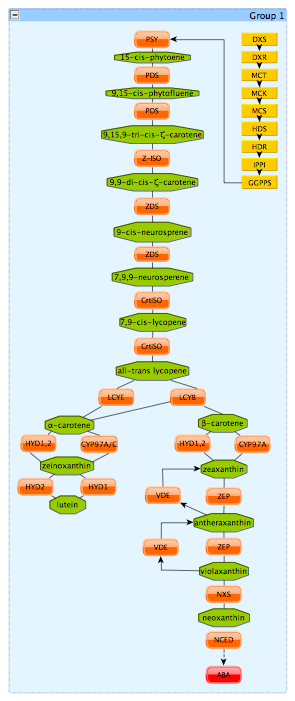 Group 1
PSY
DXS
15-cis-phytoene
DXR
PDS
MCT
9,15-cis-phytofluene
MCK
PDS
MCS
9,15,9-tri-cis-ζ-carotene
HDS
Z-ISO
HDR
IPPI
9,9-di-cis-ζ-carotene
GGPPS
ZDS
9-cis-neurosprene
ZDS
7,9,9-neurosperene
CrtISO
7,9-cis-lycopene
CrtISO
all-trans lycopene
LCYE LCYB
α-carotene β-carotene
HYD1,2 CYP97A/C HYD1,2 CYP97A
zeinoxanthin zeaxanthin
HYD2 HYD1 VDE ZEP
lutein
antheraxanthin
VDE ZEP
violaxanthin
NXS
neoxanthin
NCED
ABA